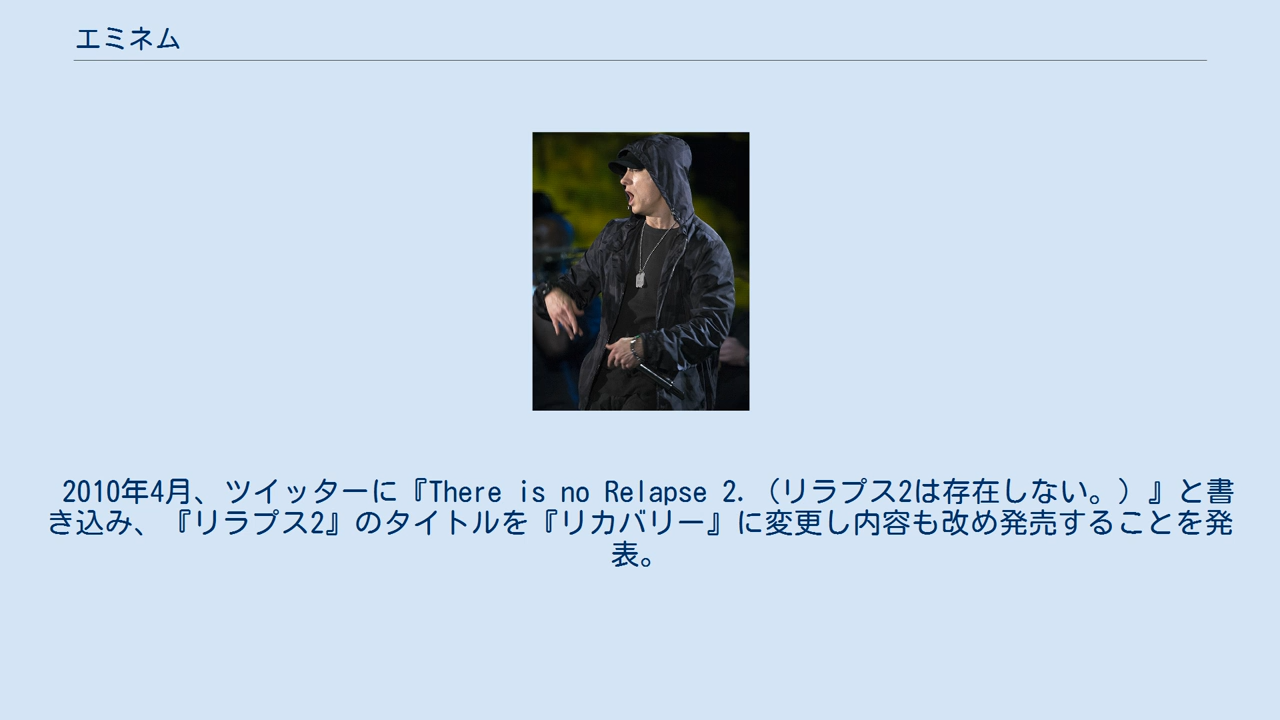 エミネム
2010年4月、ツイッターに『There is no Relapse 2. （リラプス2は存在しない。）』と書
き込み、『リラプス2』のタイトルを『リカバリー』に変更し内容も改め発売することを発
表。